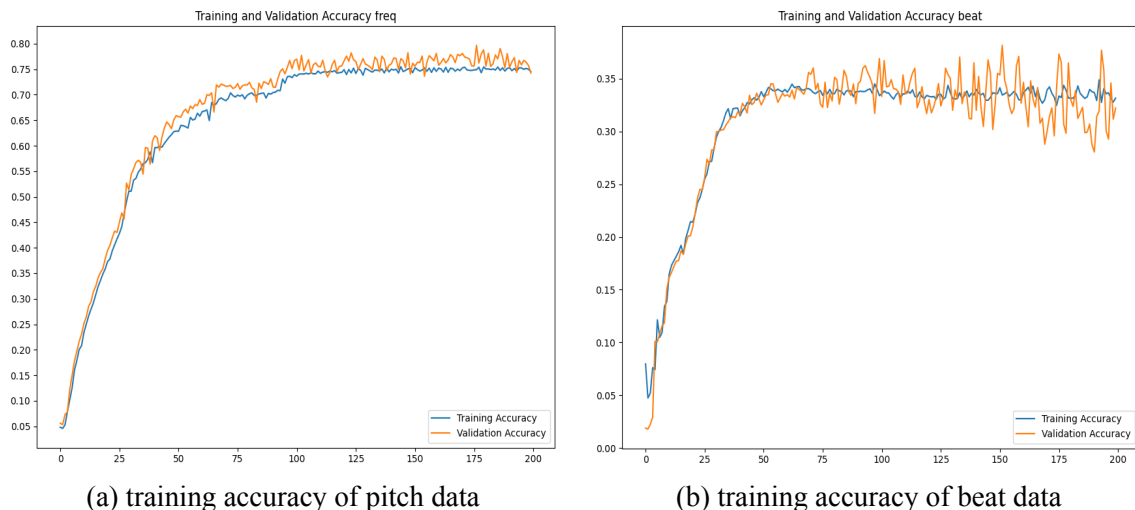 Training and Validation Accuracy freq
0.80
0.75
0.70
0.65
0.60
0.55
0.50
0.45
0.40
0.35
0.30
0.25
0.20
0.15
0.10
0.05
Training Accuracy
Validation Accuracy
0 25 50 75 100 125 150 175 200
(a) training accuracy of pitch data
Training and Validation Accuracy beat
0.35
0.30
0.25
0.20
0.15
0.10
0.05
0.00
Training Accuracy
Validation Accuracy
0 25 50 75 100 125 150 175 200
(b) training accuracy of beat data